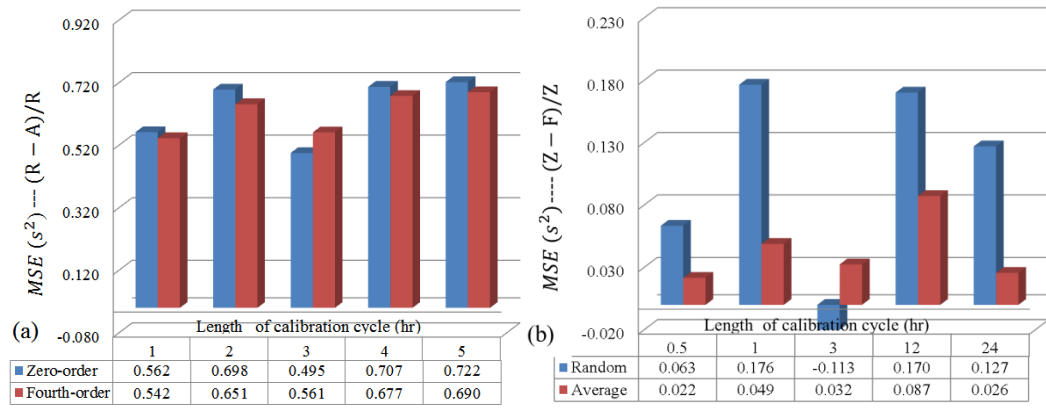 0.920
0.720
0.520
0.320
0.120
-0.080
MSE (s²) --- (R − A)/R
(a)
Length of calibration cycle (hr)
1 2 3 4 5
Zero-order 0.562 0.698 0.495 0.707 0.722
Fourth-order 0.542 0.651 0.561 0.677 0.690
0.230
0.180
0.130
0.080
0.030
-0.020
MSE (s²)---- (Z − F)/Z
(b)
Length of calibration cycle (hr)
0.5 1 3 12 24
Random 0.063 0.176 -0.113 0.170 0.127
Average 0.022 0.049 0.032 0.087 0.026